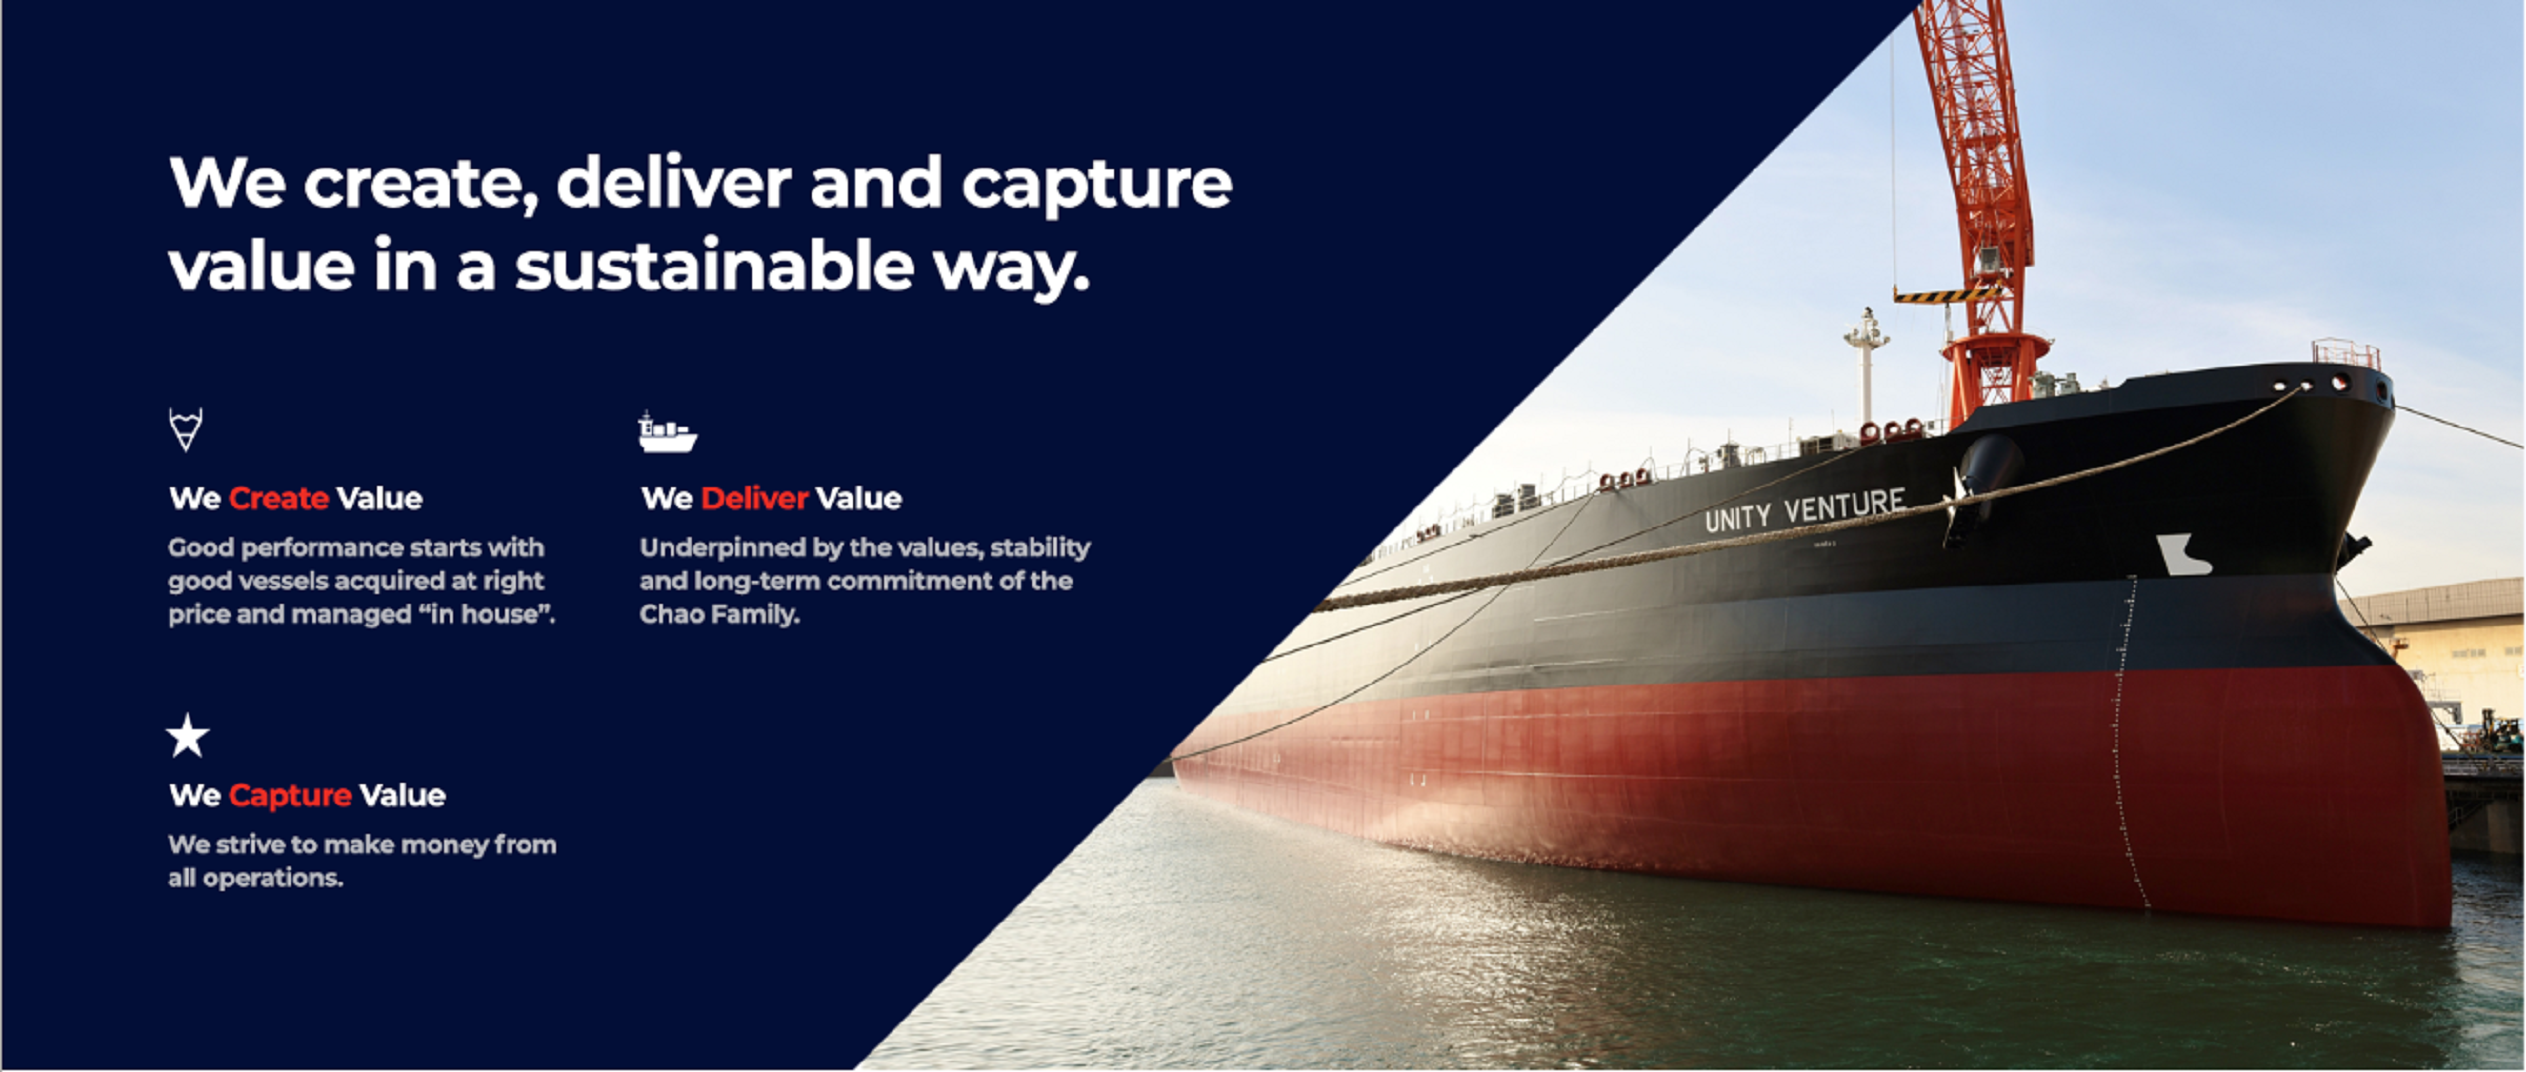 We create, deliver and capture
value in a sustainable way.
We Create Value
Good performance starts with
good vessels acquired at right
price and managed “in house”.
We Deliver Value
Underpinned by the values, stability
and long-term commitment of the
Chao Family.
We Capture Value
We strive to make money from
all operations.
UNITY VENTURE